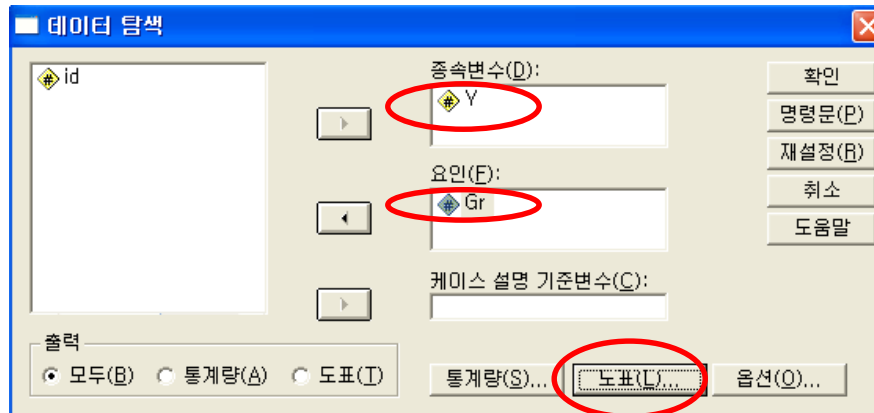 데이터 탐색
id
종속변수(D):
Y
요인(F):
Gr
케이스 설명 기준변수(C):
확인
명령문(P)
재설정(R)
취소
도움말
출력
모두(B) 통계량(A) 도표(T)
통계량(S)... 도표(L)... 옵션(O)...